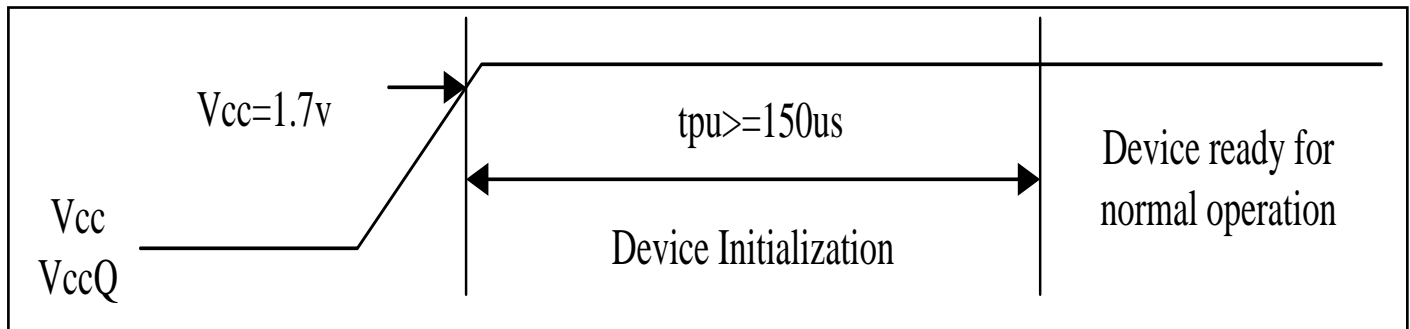 Vcc=1.7v
tpu>=150us
Device ready for
normal operation
Vcc
VccQ
Device Initialization